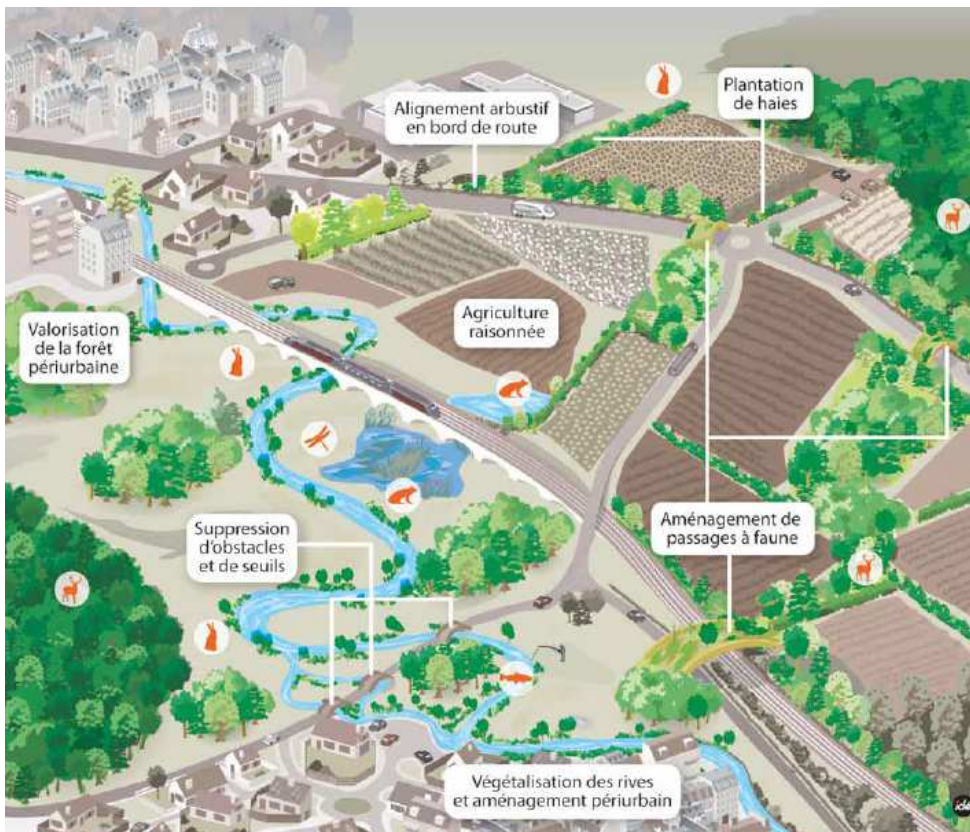 Alignement arbustif
en bord de route
Plantation
de haies
Valorisation
de la forêt
périurbaine
Agriculture
raisonnée
Suppression
d'obstacles
et de seuils
Aménagement de
passages à faune
Végétalisation des rives
et aménagement périurbain
idé